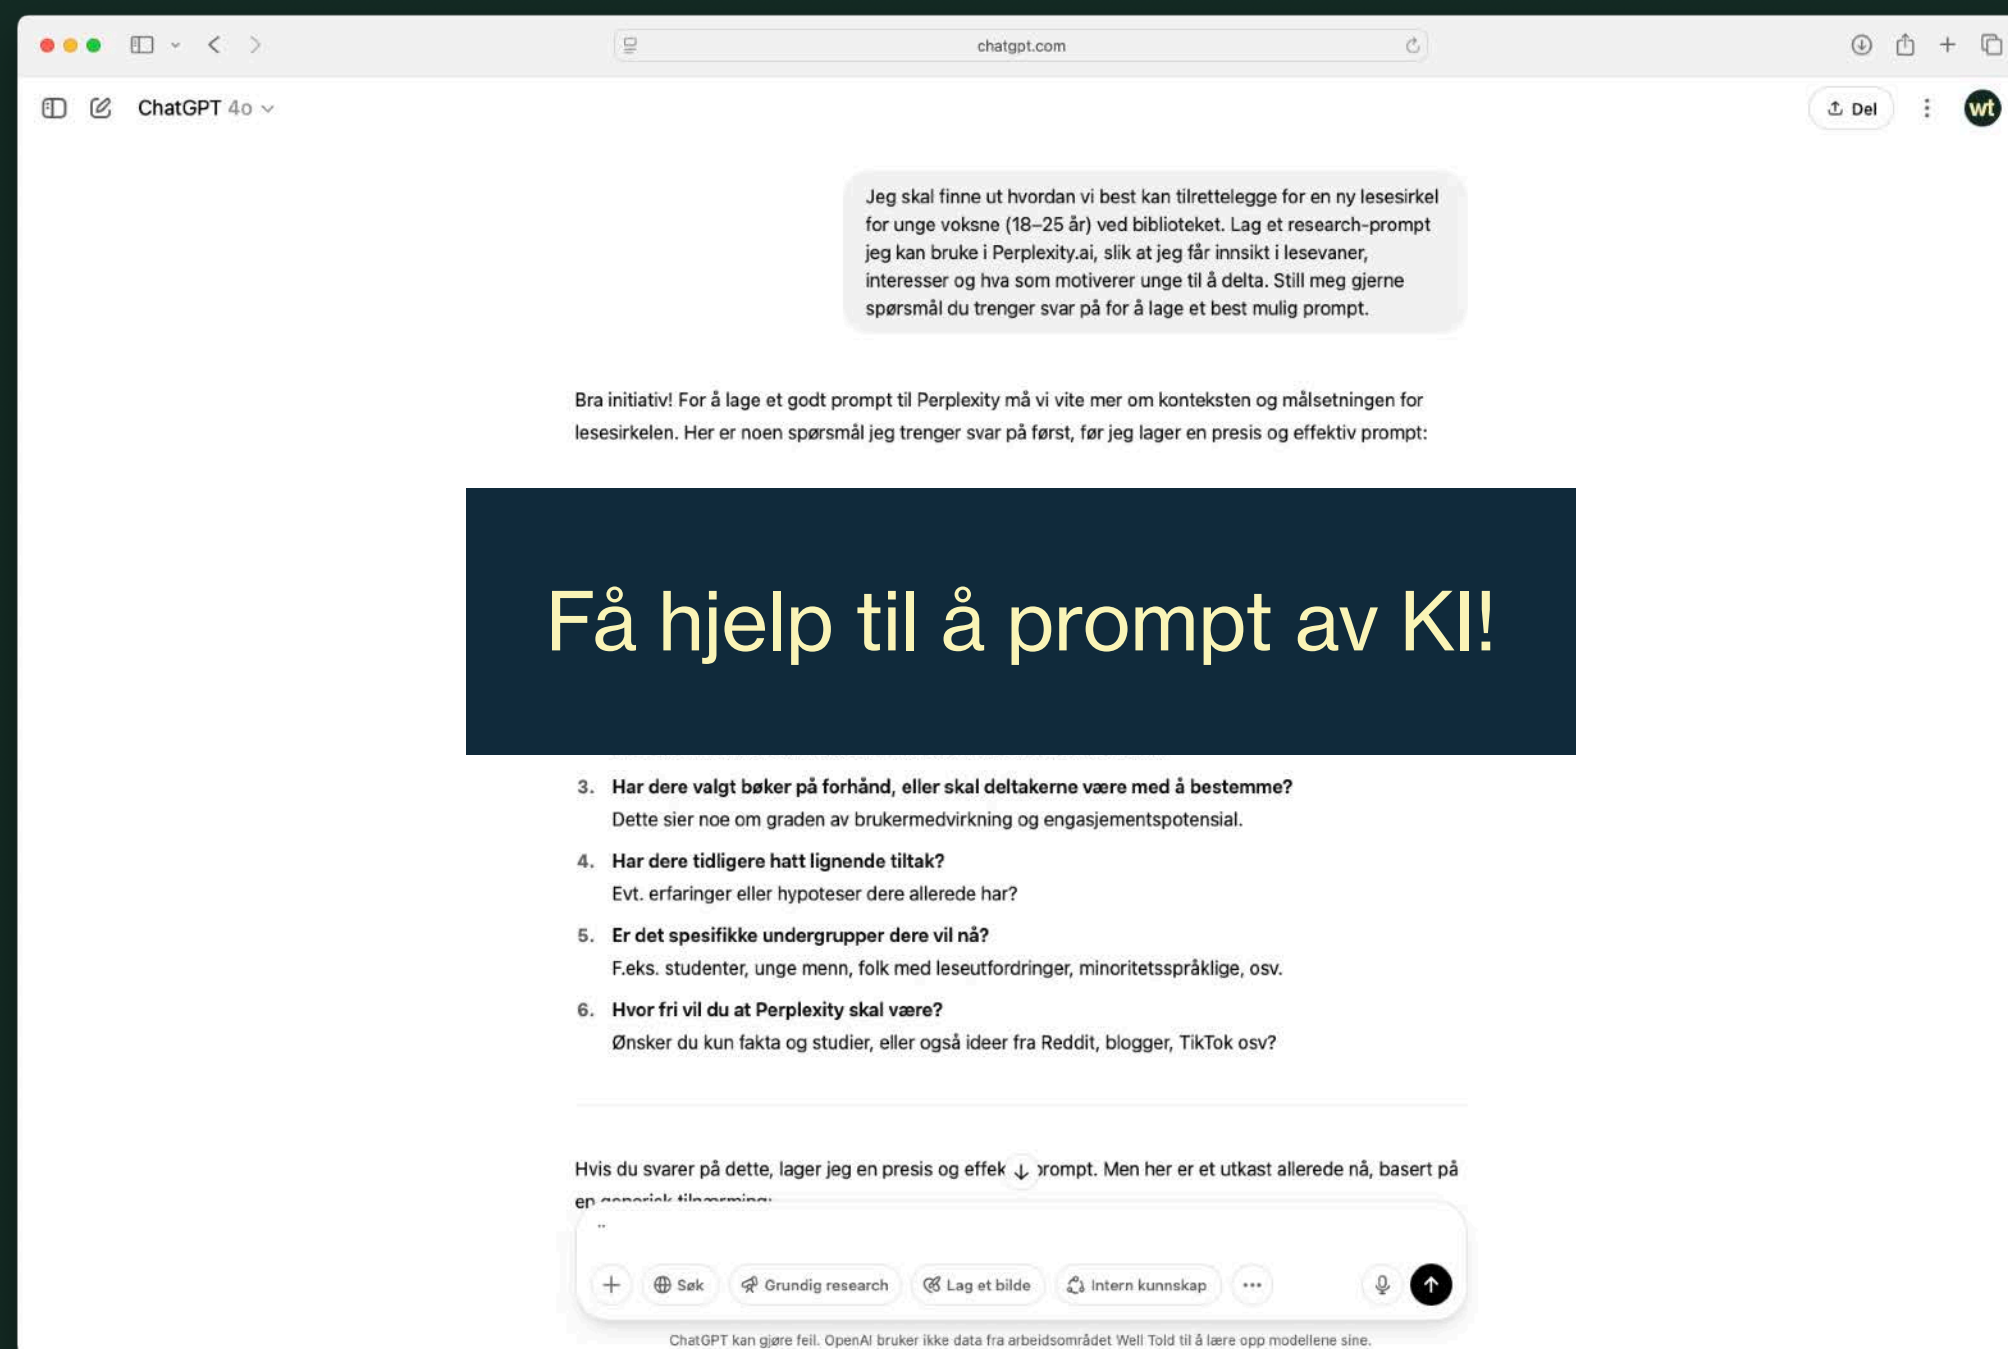 chatgpt.com
ChatGPT 4o
Del
wt
Jeg skal finne ut hvordan vi best kan tilrettelegge for en ny lesesirkel
for unge voksne (18–25 år) ved biblioteket. Lag et research-prompt
jeg kan bruke i Perplexity.ai, slik at jeg får innsikt i lesevaner,
interesser og hva som motiverer unge til å delta. Still meg gjerne
spørsmål du trenger svar på for å lage et best mulig prompt.
Bra initiativ! For å lage et godt prompt til Perplexity må vi vite mer om konteksten og målsetningen for
lesesirkelen. Her er noen spørsmål jeg trenger svar på først, før jeg lager en presis og effektiv prompt:
Få hjelp til å prompt av KI!
3. Har dere valgt bøker på forhånd, eller skal deltakerne være med å bestemme?
Dette sier noe om graden av brukermedvirkning og engasjementspotensial.
4. Har dere tidligere hatt lignende tiltak?
Evt. erfaringer eller hypoteser dere allerede har?
5. Er det spesifikke undergrupper dere vil nå?
F.eks. studenter, unge menn, folk med leseutfordringer, minoritetsspråklige, osv.
6. Hvor fri vil du at Perplexity skal være?
Ønsker du kun fakta og studier, eller også ideer fra Reddit, blogger, TikTok osv?
Hvis du svarer på dette, lager jeg en presis og effek prompt. Men her er et utkast allerede nå, basert på
en generisk tilnærming:
..
Søk
Grundig research
Lag et bilde
Intern kunnskap
ChatGPT kan gjøre feil. OpenAI bruker ikke data fra arbeidsområdet Well Told til å lære opp modellene sine.